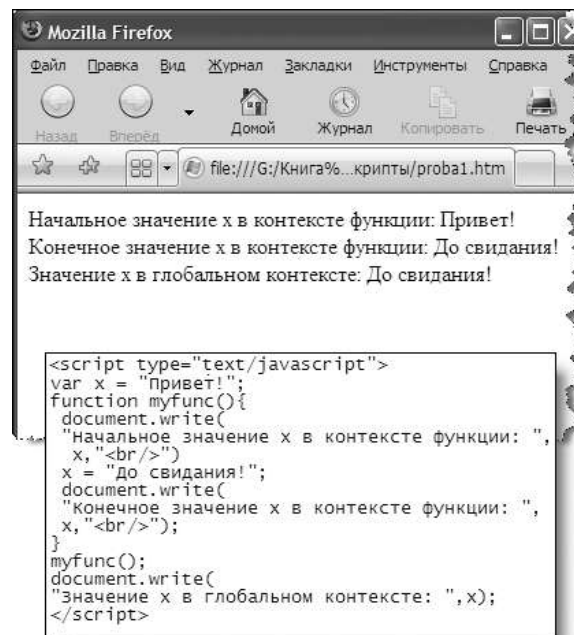 Mozilla Firefox
Файл Правка Вид Журнал Закладки Инструменты Справка
Назад Вперёд Домой Журнал Копировать Печать
file:///G:/Книга%...крипты/proba1.htm
Начальное значение x в контексте функции: Привет!
Конечное значение x в контексте функции: До свидания!
Значение x в глобальном контексте: До свидания!
<script type="text/javascript">
var x = "Привет!";
function myfunc(){
document.write(
"Начальное значение x в контексте функции: ",
x,"<br/>")
x = "До свидания!";
document.write(
"Конечное значение x в контексте функции: ",
x,"<br/>");
}
myfunc();
document.write(
"Значение x в глобальном контексте: ",x);
</script>